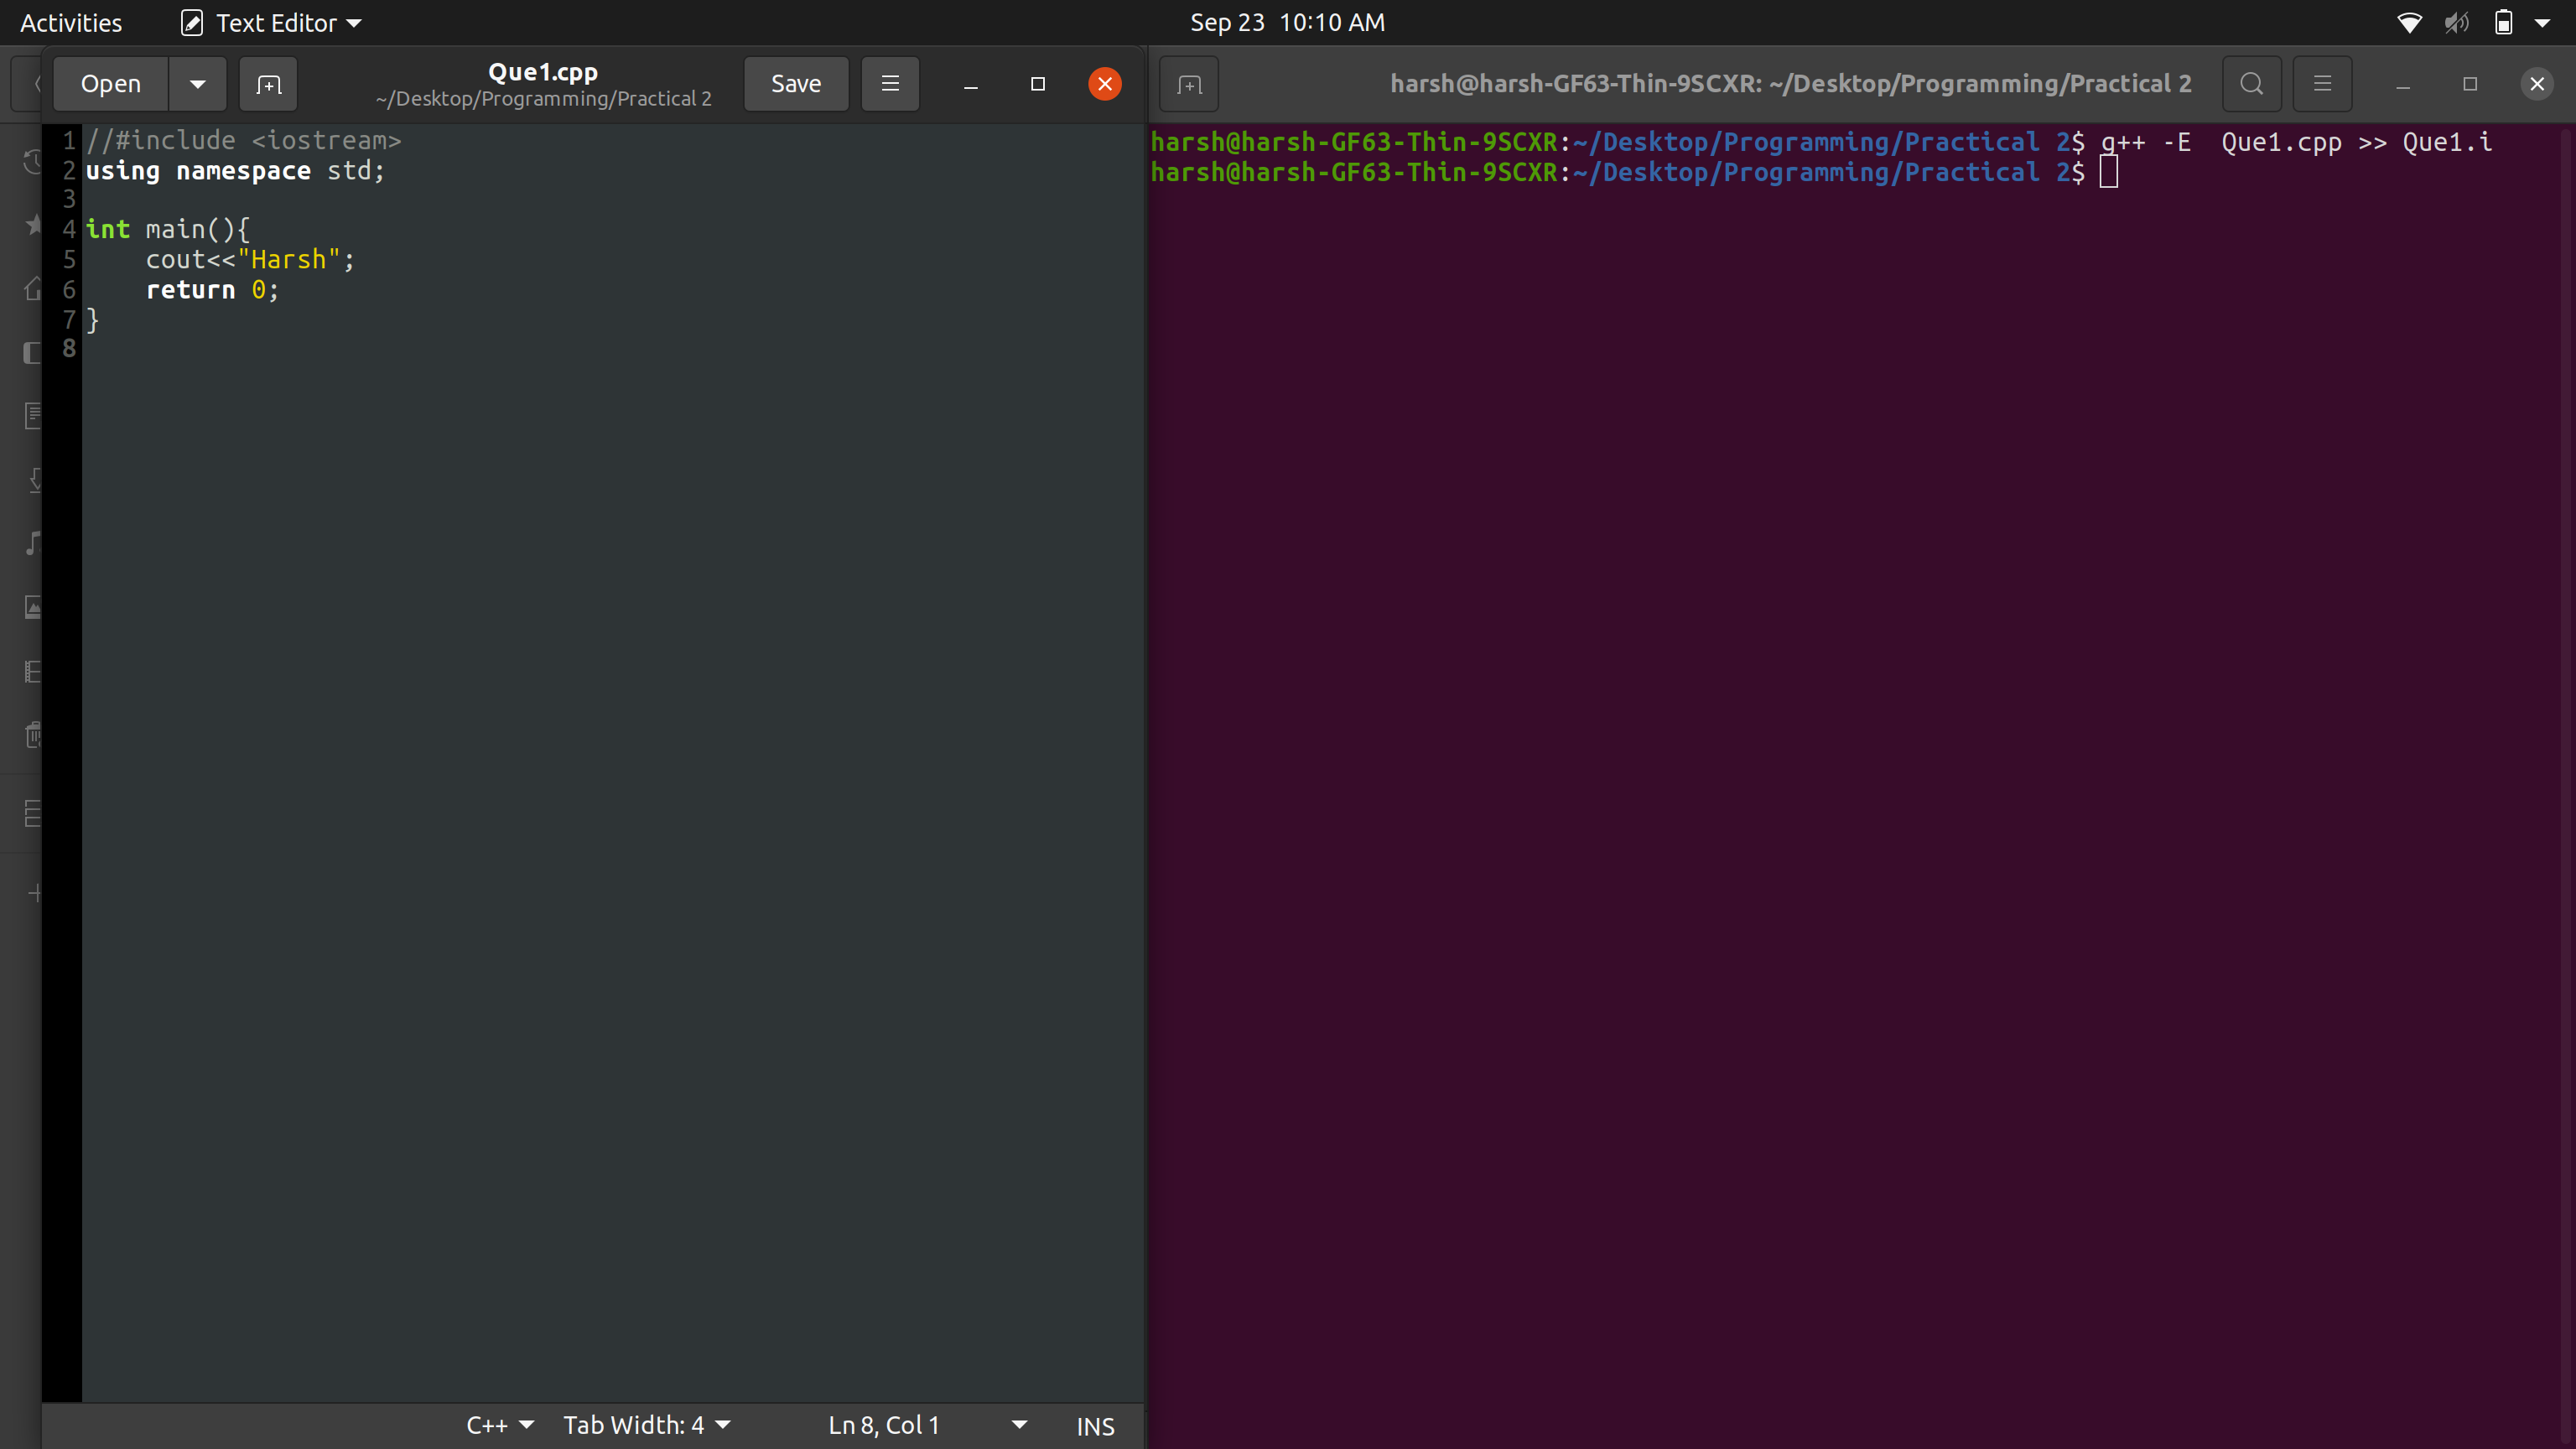 Activities Text Editor Sep 23 10:10 AM
Open Que1.cpp Save
~/Desktop/Programming/Practical 2
1 //#include <iostream>
2 using namespace std;
3
4 int main(){
5     cout<<"Harsh";
6     return 0;
7 }
8
C++ Tab Width: 4 Ln 8, Col 1 INS
harsh@harsh-GF63-Thin-9SCXR: ~/Desktop/Programming/Practical 2
harsh@harsh-GF63-Thin-9SCXR:~/Desktop/Programming/Practical 2$ g++ -E  Que1.cpp >> Que1.i
harsh@harsh-GF63-Thin-9SCXR:~/Desktop/Programming/Practical 2$